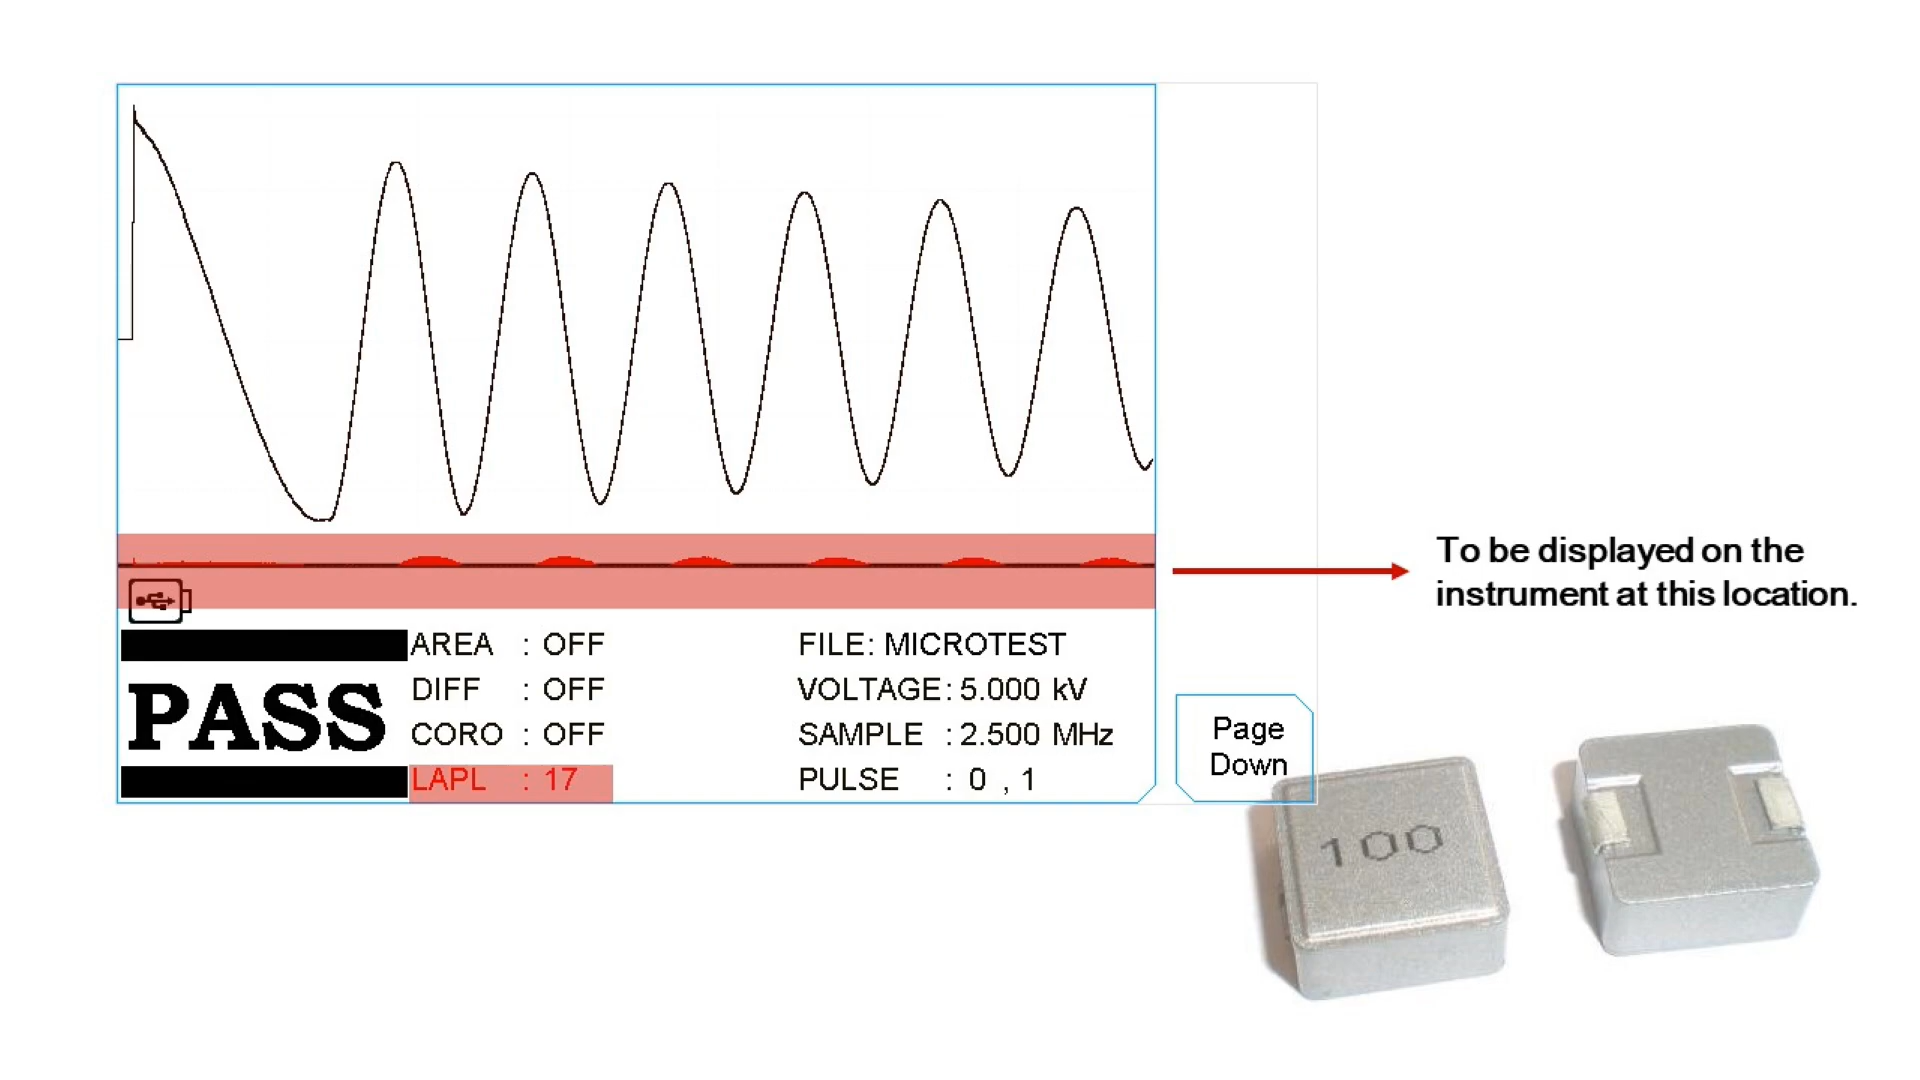 To be displayed on the
instrument at this location.
AREA : OFF
DIFF : OFF
CORO : OFF
LAPL : 17
PASS
FILE: MICROTEST
VOLTAGE: 5.000 kV
SAMPLE : 2.500 MHz
PULSE : 0 , 1
Page
Down
100